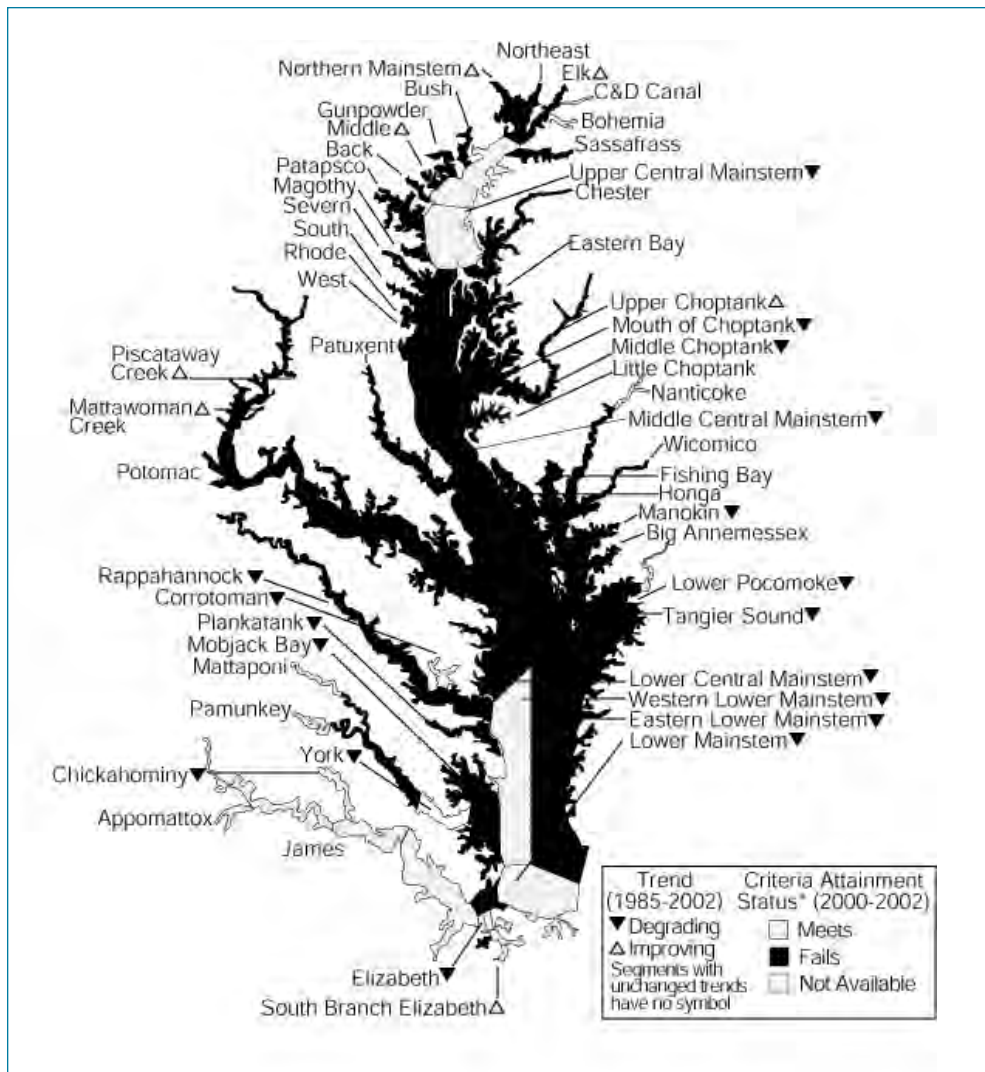 Northeast
Northern Mainstem△
Elk△
Bush
C&D Canal
Gunpowder
Bohemia
Middle △
Sassafrass
Back
Patapsco
Upper Central Mainstem▼
Magothy
Chester
Severn
South
Eastern Bay
Rhode
West
Upper Choptank△
Mouth of Choptank▼
Patuxent
Middle Choptank▼
Piscataway
Creek △
Little Choptank
Nanticoke
Mattawoman △
Creek
Middle Central Mainstem▼
Wicomico
Potomac
Fishing Bay
Honga
Manokin ▼
Big Annemessex
Rappahannock ▼
Lower Pocomoke▼
Corrotoman▼
Tangier Sound▼
Plankatank ▼
Mobjack Bay▼
Mattaponi
Lower Central Mainstem▼
Western Lower Mainstem▼
Pamunkey
Eastern Lower Mainstem▼
Lower Mainstem▼
York▼
Chickahominy▼
Appomattox
James
Elizabeth▼
South Branch Elizabeth△
Trend
(1985-2002)
▼Degrading
△Improving
Segments with
unchanged trends
have no symbol
Criteria Attainment
Status* (2000-2002)
Meets
Fails
Not Available